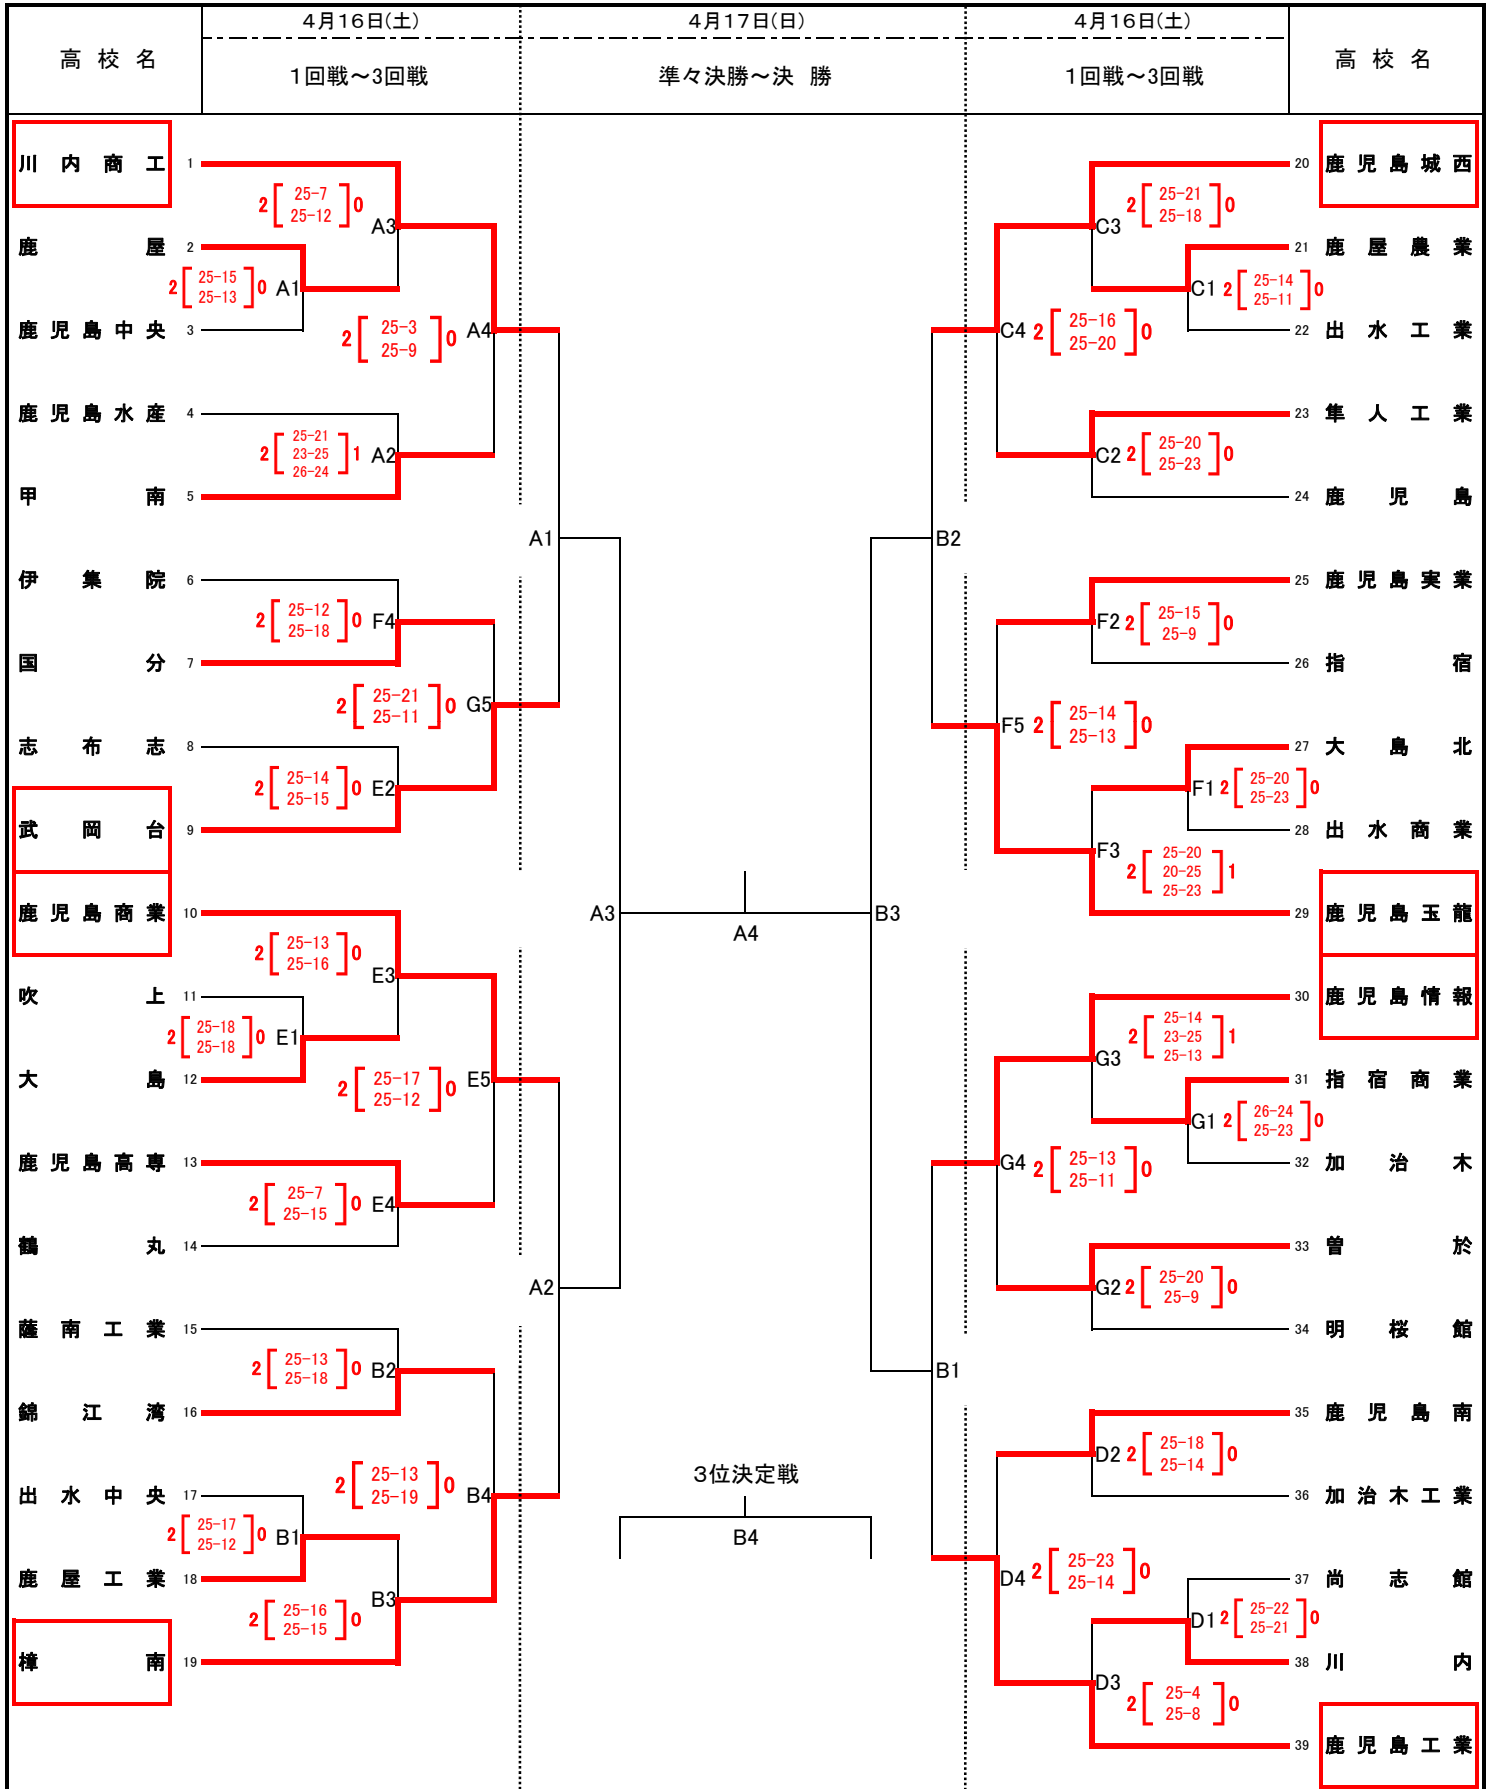 4月16日(土)
4月17日(日)
4月16日(土)
高 校 名
1回戦～3回戦
準々決勝～決 勝
1回戦～3回戦
高 校 名
川内商工 1
2 [ 25-7 25-12 ] 0
A3
鹿屋 2
2 [ 25-15 25-13 ] 0 A1
鹿児島中央 3
2 [ 25-3 25-9 ] 0 A4
鹿児島水産 4
2 [ 25-21 23-25 26-24 ] 1 A2
甲南 5
A1
伊集院 6
2 [ 25-12 25-18 ] 0 F4
国分 7
2 [ 25-21 25-11 ] 0 G5
志布志 8
2 [ 25-14 25-15 ] 0 E2
武岡台 9
鹿児島商業 10
2 [ 25-13 25-16 ] 0
E3
吹上 11
2 [ 25-18 25-18 ] 0 E1
大島 12
2 [ 25-17 25-12 ] 0 E5
鹿児島高専 13
2 [ 25-7 25-15 ] 0 E4
鶴丸 14
A2
薩南工業 15
2 [ 25-13 25-18 ] 0 B2
錦江湾 16
2 [ 25-13 25-19 ] 0 B4
出水中央 17
2 [ 25-17 25-12 ] 0 B1
鹿屋工業 18
B3
2 [ 25-16 25-15 ] 0
樟南 19
A3
A4
B3
3位決定戦
B4
20 鹿児島城西
2 [ 25-21 25-18 ] 0
C3
21 鹿屋農業
C1 2 [ 25-14 25-11 ] 0
22 出水工業
C4 2 [ 25-16 25-20 ] 0
23 隼人工業
C2 2 [ 25-20 25-23 ] 0
24 鹿児島
B2
25 鹿児島実業
F2 2 [ 25-15 25-9 ] 0
26 指宿
F5 2 [ 25-14 25-13 ] 0
27 大島北
F1 2 [ 25-20 25-23 ] 0
28 出水商業
F3
2 [ 25-20 20-25 25-23 ] 1
29 鹿児島玉龍
30 鹿児島情報
2 [ 25-14 23-25 25-13 ] 1
G3
31 指宿商業
G1 2 [ 26-24 25-23 ] 0
32 加治木
G4 2 [ 25-13 25-11 ] 0
33 曽於
G2 2 [ 25-20 25-9 ] 0
34 明桜館
B1
35 鹿児島南
D2 2 [ 25-18 25-14 ] 0
36 加治木工業
D4 2 [ 25-23 25-14 ] 0
37 尚志館
D1 2 [ 25-22 25-21 ] 0
38 川内
D3
2 [ 25-4 25-8 ] 0
39 鹿児島工業